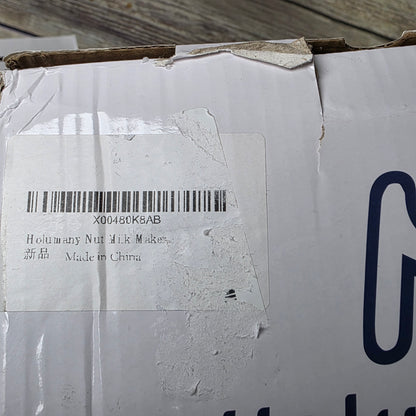 X00480K8AB
Holumany Nut Milk Maker,
新品 Made in China